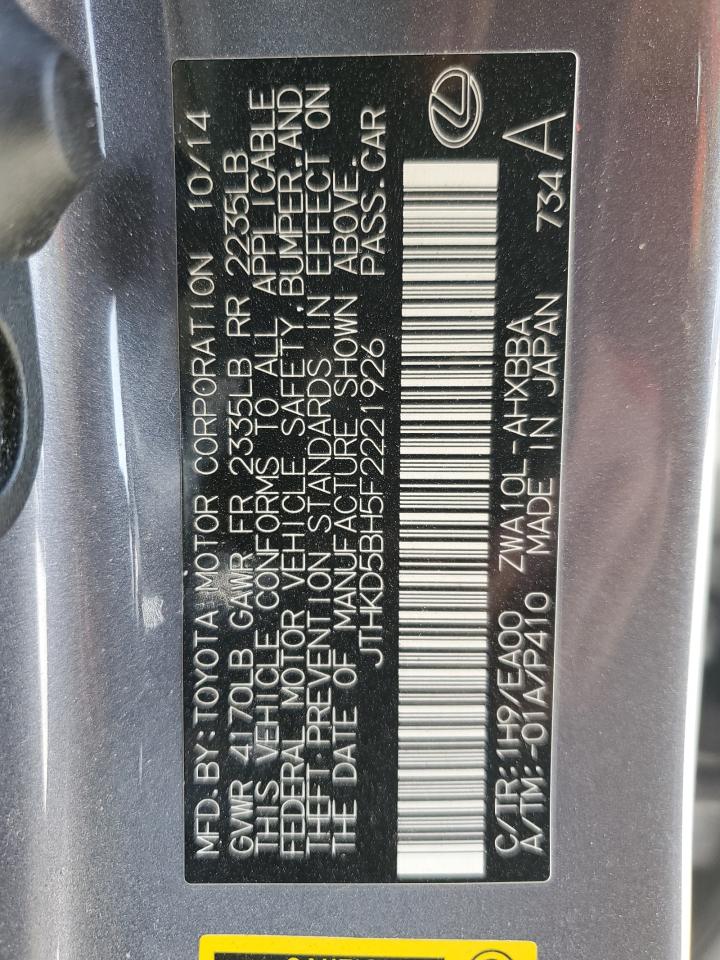 MFD.BY:TOYOTA MOTOR CORPORATION 10/14
GVWR 4170LB GAWR FR 2335LB RR 2235LB
THIS VEHICLE CONFORMS TO ALL APPLICABLE
FEDERAL MOTOR VEHICLE SAFETY,BUMPER,AND
THEFT PREVENTION STANDARDS IN EFFECT ON
THE DATE OF MANUFACTURE SHOWN ABOVE.
JTHKD5BH5F2221926 PASS.CAR
C/TR:1H9/EA00 ZWA10L-AHXBBA
A/TM:-01A/P410 MADE IN JAPAN 734 A